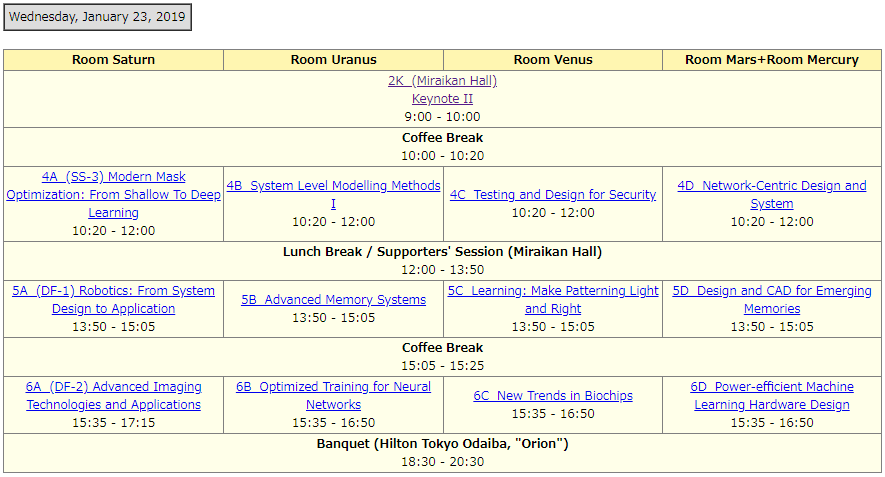 Wednesday, January 23, 2019
Room Saturn
Room Uranus
Room Venus
Room Mars+Room Mercury
2K (Miraikan Hall)
Keynote II
9:00 - 10:00
Coffee Break
10:00 - 10:20
4A (SS-3) Modern Mask
Optimization: From Shallow To Deep
Learning
10:20 - 12:00
4B System Level Modelling Methods
I
10:20 - 12:00
4C Testing and Design for Security
10:20 - 12:00
4D Network-Centric Design and
System
10:20 - 12:00
Lunch Break / Supporters' Session (Miraikan Hall)
12:00 - 13:50
5A (DF-1) Robotics: From System
Design to Application
13:50 - 15:05
5B Advanced Memory Systems
13:50 - 15:05
5C Learning: Make Patterning Light
and Right
13:50 - 15:05
5D Design and CAD for Emerging
Memories
13:50 - 15:05
Coffee Break
15:05 - 15:25
6A (DF-2) Advanced Imaging
Technologies and Applications
15:35 - 17:15
6B Optimized Training for Neural
Networks
15:35 - 16:50
6C New Trends in Biochips
15:35 - 16:50
6D Power-efficient Machine
Learning Hardware Design
15:35 - 16:50
Banquet (Hilton Tokyo Odaiba, "Orion")
18:30 - 20:30